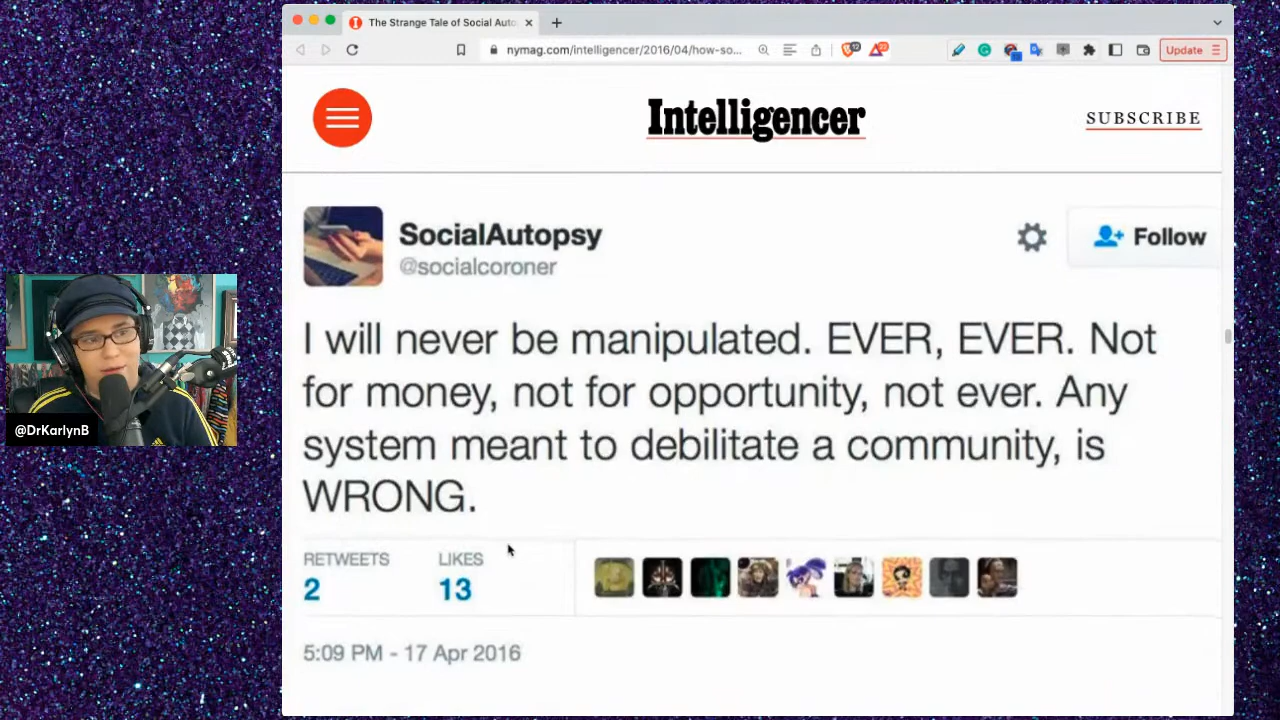 The Strange Tale of Social Auto
nymag.com/intelligencer/2016/04/how-so...
Update
Intelligencer
SUBSCRIBE
SocialAutopsy
@socialcoroner
Follow
I will never be manipulated. EVER, EVER. Not
for money, not for opportunity, not ever. Any
system meant to debilitate a community, is
WRONG.
RETWEETS
LIKES
2
13
5:09 PM - 17 Apr 2016
@DrKarlynB